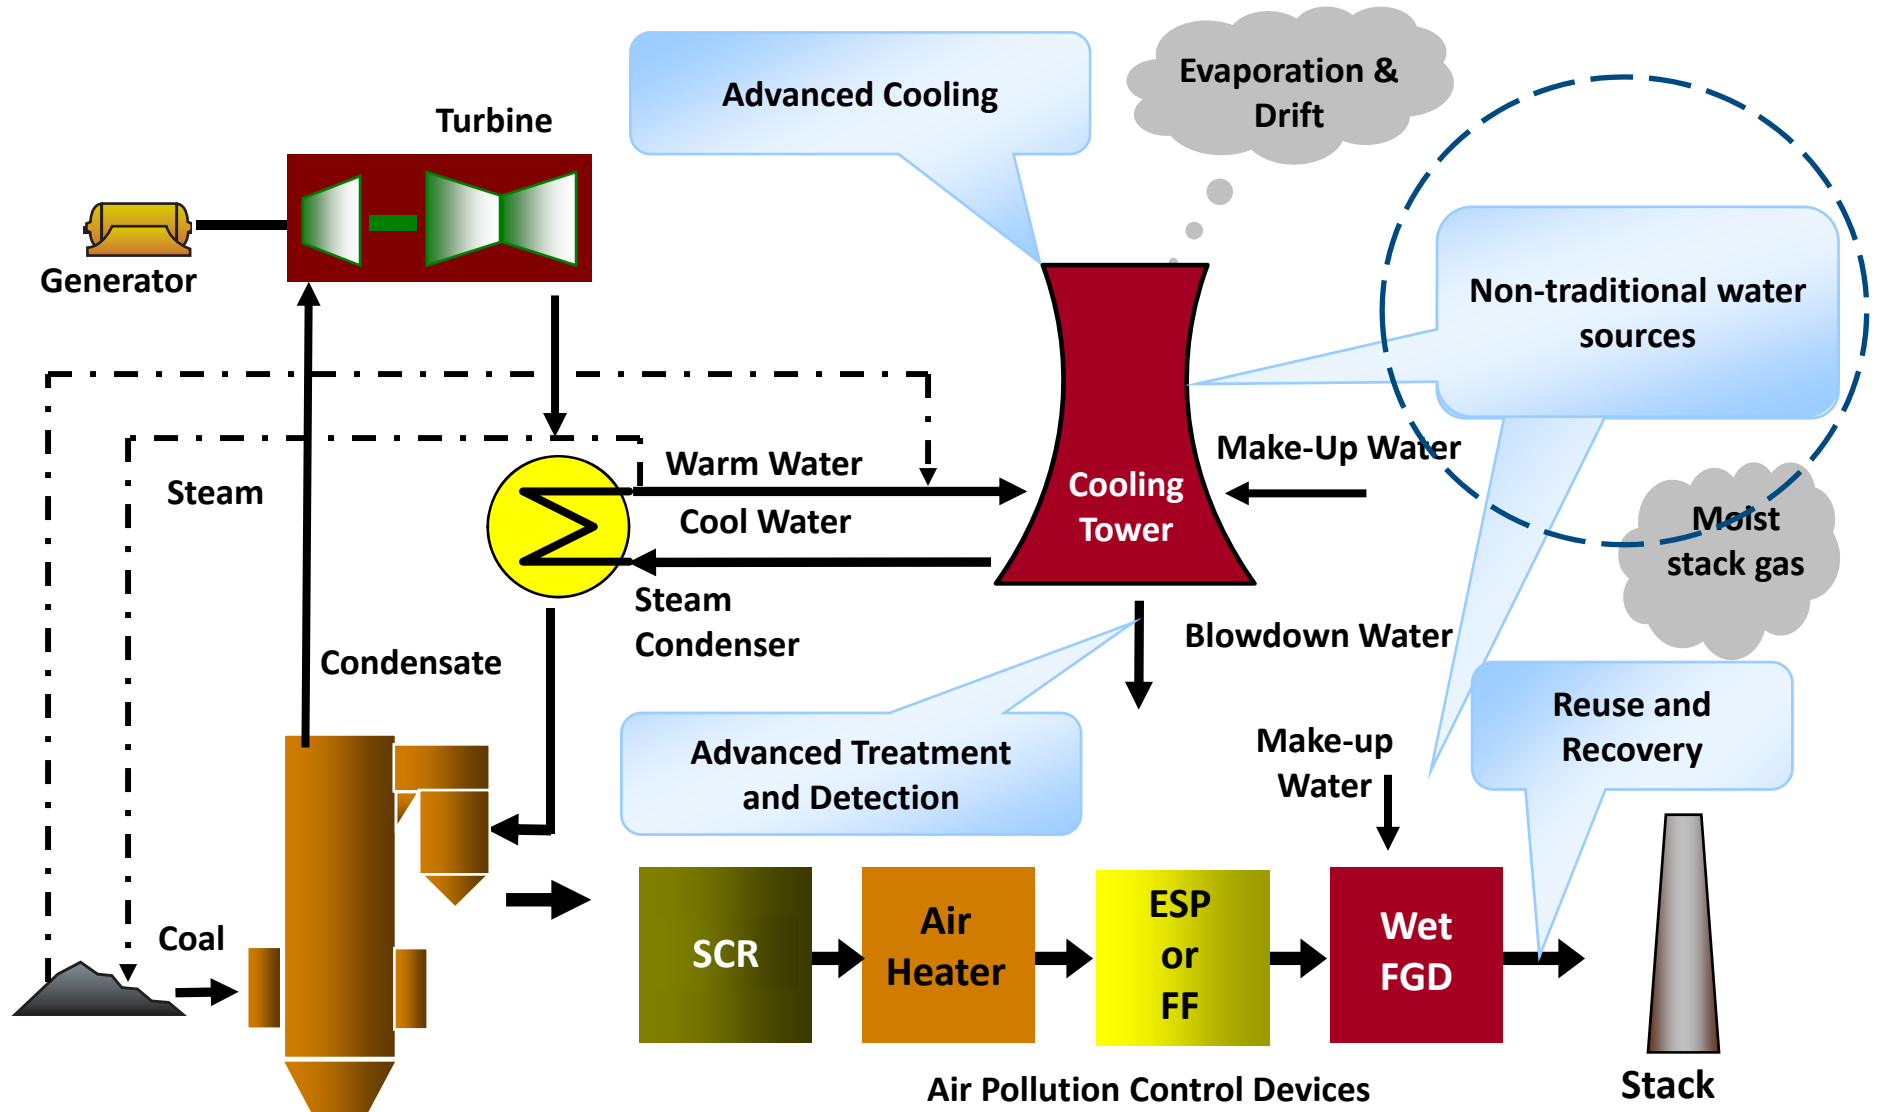 Advanced Cooling
Evaporation &
Drift
Turbine
Generator
Non-traditional water
sources
Steam
Warm Water
Cool Water
Cooling
Tower
Make-Up Water
Moist
stack gas
Steam
Condenser
Condensate
Blowdown Water
Advanced Treatment
and Detection
Make-up
Water
Reuse and
Recovery
Coal
SCR
Air
Heater
ESP
or
FF
Wet
FGD
Stack
Air Pollution Control Devices